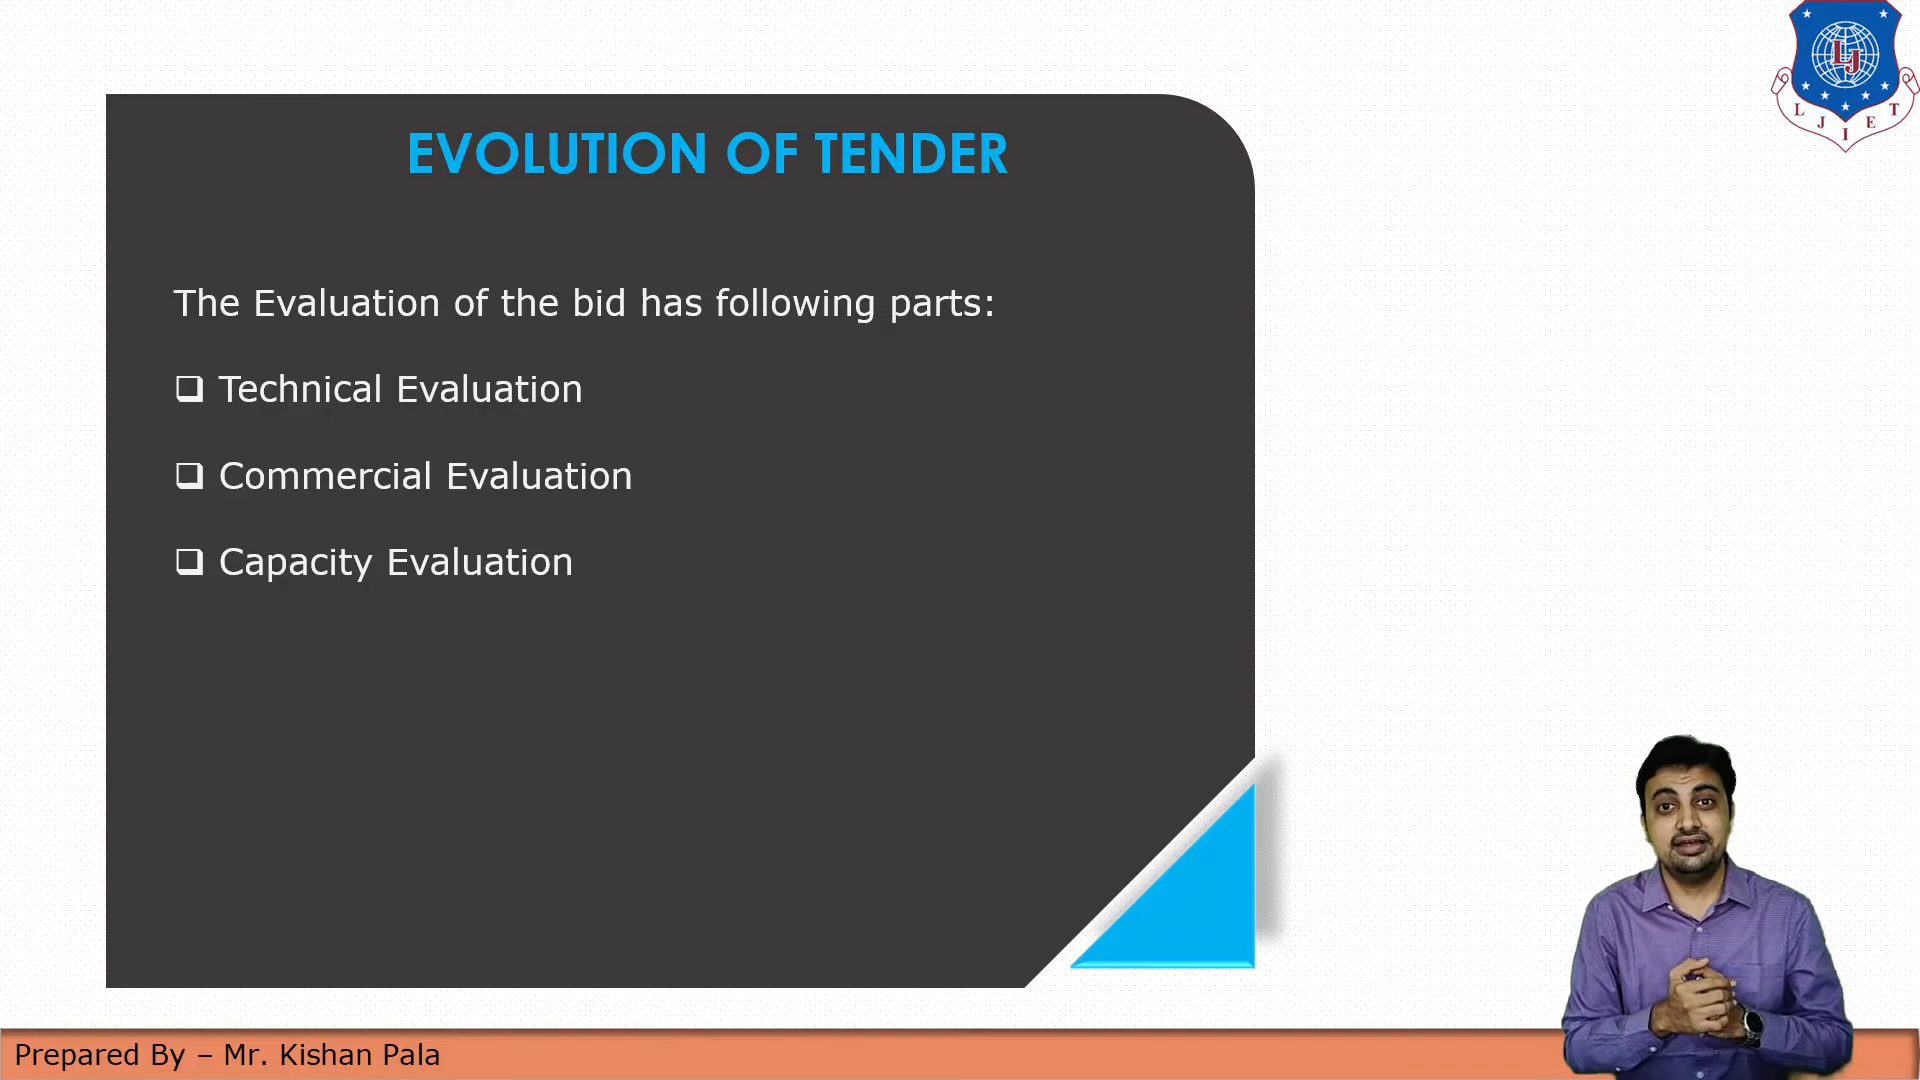 EVOLUTION OF TENDER
The Evaluation of the bid has following parts:
Technical Evaluation
Commercial Evaluation
Capacity Evaluation
LJ
L J I E T
Prepared By – Mr. Kishan Pala